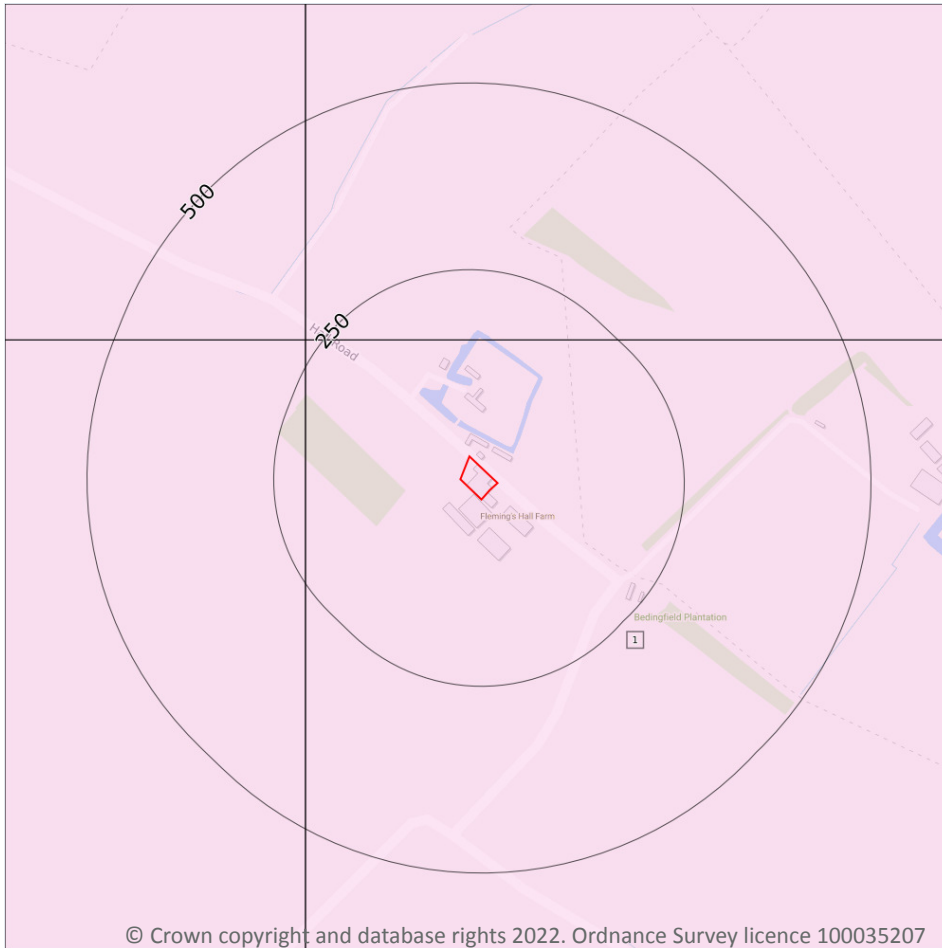 500
250
Road
Fleming's Hall Farm
Bedingfield Plantation
1
© Crown copyright and database rights 2022. Ordnance Survey licence 100035207